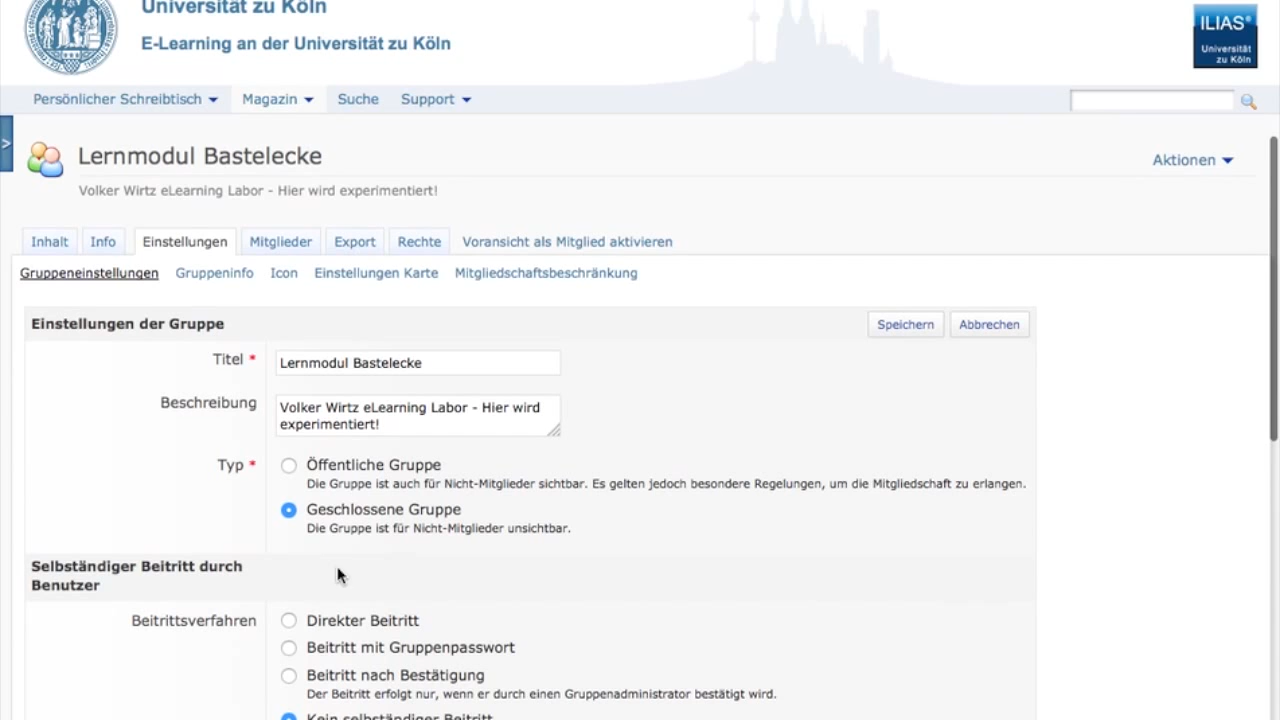 Universität zu Köln
E-Learning an der Universität zu Köln
ILIAS®
Universität
zu Köln
Persönlicher Schreibtisch Magazin Suche Support
>
Lernmodul Bastelecke
Aktionen
Volker Wirtz eLearning Labor - Hier wird experimentiert!
Inhalt Info Einstellungen Mitglieder Export Rechte Voransicht als Mitglied aktivieren
Gruppeneinstellungen Gruppeninfo Icon Einstellungen Karte Mitgliedschaftsbeschränkung
Einstellungen der Gruppe Speichern Abbrechen
Titel * Lernmodul Bastelecke
Beschreibung Volker Wirtz eLearning Labor - Hier wird
experimentiert!
Typ * Öffentliche Gruppe
Die Gruppe ist auch für Nicht-Mitglieder sichtbar. Es gelten jedoch besondere Regelungen, um die Mitgliedschaft zu erlangen.
Geschlossene Gruppe
Die Gruppe ist für Nicht-Mitglieder unsichtbar.
Selbständiger Beitritt durch
Benutzer
Beitrittsverfahren Direkter Beitritt
Beitritt mit Gruppenpasswort
Beitritt nach Bestätigung
Der Beitritt erfolgt nur, wenn er durch einen Gruppenadministrator bestätigt wird.
Kein selbständiger Beitritt